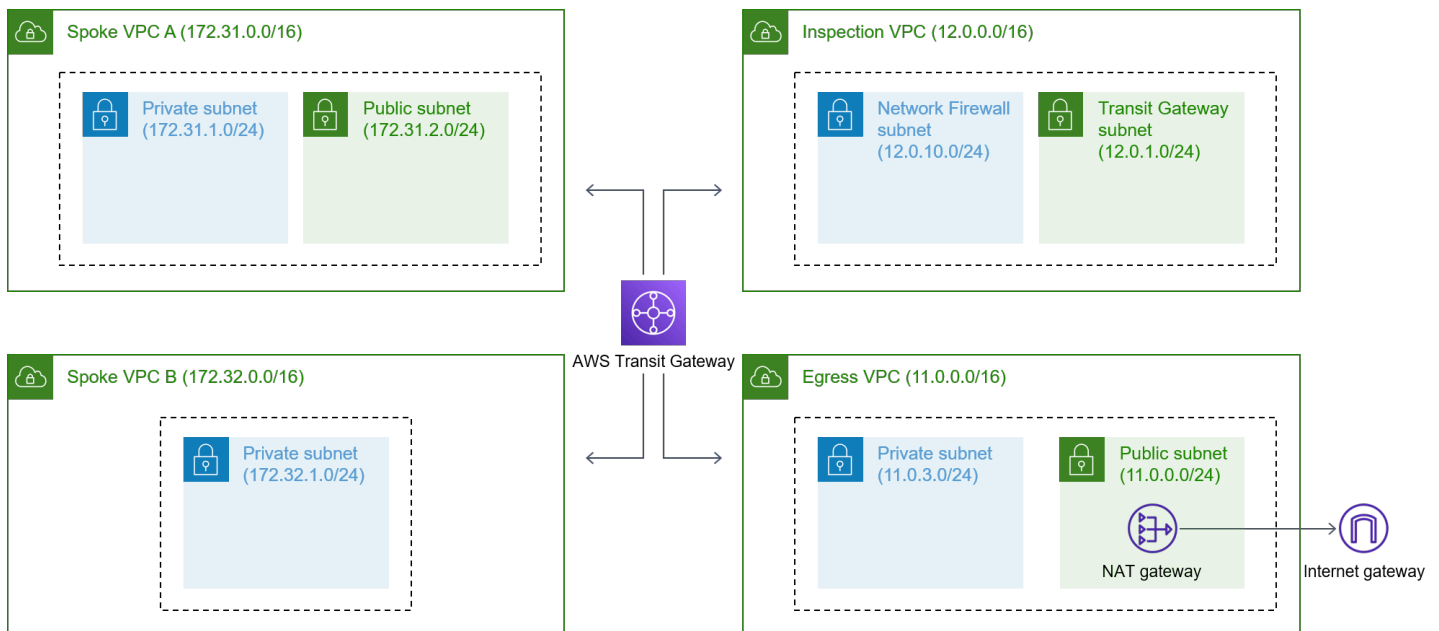 Spoke VPC A (172.31.0.0/16)
Private subnet
(172.31.1.0/24)
Public subnet
(172.31.2.0/24)
Inspection VPC (12.0.0.0/16)
Network Firewall
subnet
(12.0.10.0/24)
Transit Gateway
subnet
(12.0.1.0/24)
AWS Transit Gateway
Spoke VPC B (172.32.0.0/16)
Private subnet
(172.32.1.0/24)
Egress VPC (11.0.0.0/16)
Private subnet
(11.0.3.0/24)
Public subnet
(11.0.0.0/24)
NAT gateway
Internet gateway